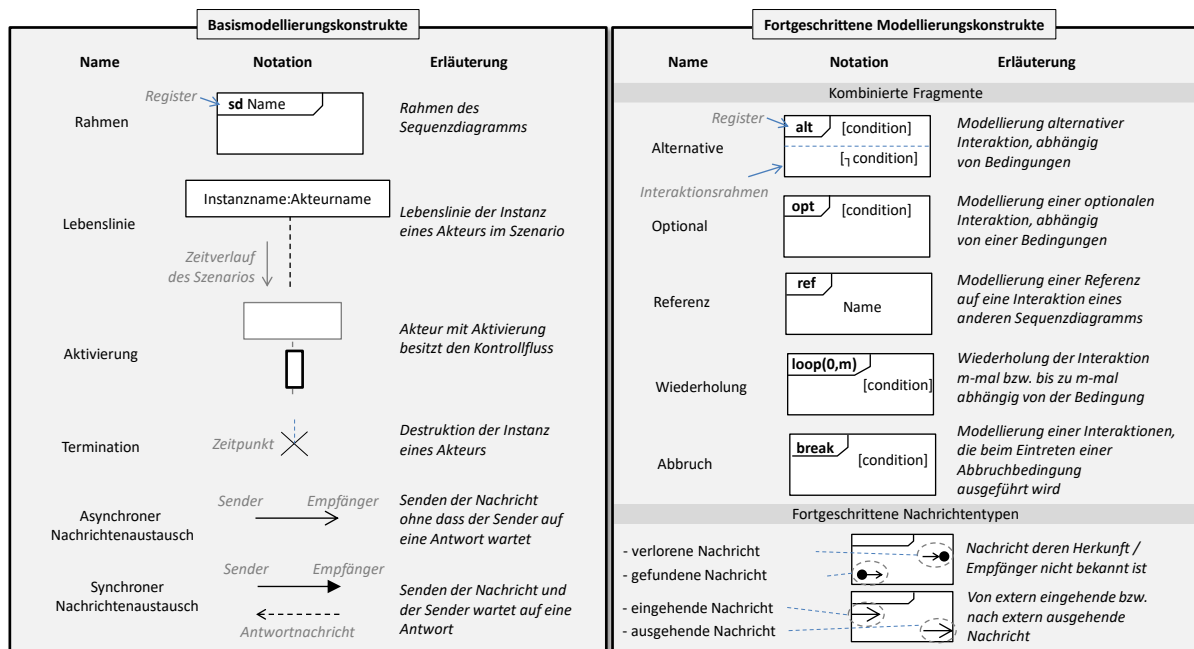 Basismodellierungskonstrukte
Name Notation Erläuterung
Register
sd Name
Rahmen
Rahmen des
Sequenzdiagramms
Instanzname:Akteurname
Lebenslinie
Lebenslinie der Instanz
eines Akteurs im Szenario
Zeitverlauf
des Szenarios
Aktivierung
Akteur mit Aktivierung
besitzt den Kontrollfluss
Termination
Zeitpunkt
Destruktion der Instanz
eines Akteurs
Asynchroner
Nachrichtenaustausch
Sender Empfänger
Senden der Nachricht
ohne dass der Sender auf
eine Antwort wartet
Synchroner
Nachrichtenaustausch
Sender Empfänger
Antwortnachricht
Senden der Nachricht und
der Sender wartet auf eine
Antwort
Fortgeschrittene Modellierungskonstrukte
Name Notation Erläuterung
Kombinierte Fragmente
Register
Alternative
Interaktionsrahmen
alt [condition]
[┐condition]
Modellierung alternativer
Interaktion, abhängig
von Bedingungen
Optional
opt [condition]
Modellierung einer optionalen
Interaktion, abhängig
von einer Bedingungen
Referenz
ref
Name
Modellierung einer Referenz
auf eine Interaktion eines
anderen Sequenzdiagramms
Wiederholung
loop(0,m)
[condition]
Wiederholung der Interaktion
m-mal bzw. bis zu m-mal
abhängig von der Bedingung
Abbruch
break
[condition]
Modellierung einer Interaktionen,
die beim Eintreten einer
Abbruchbedingung
ausgeführt wird
Fortgeschrittene Nachrichtentypen
- verlorene Nachricht
- gefundene Nachricht
Nachricht deren Herkunft /
Empfänger nicht bekannt ist
- eingehende Nachricht
- ausgehende Nachricht
Von extern eingehende bzw.
nach extern ausgehende
Nachricht